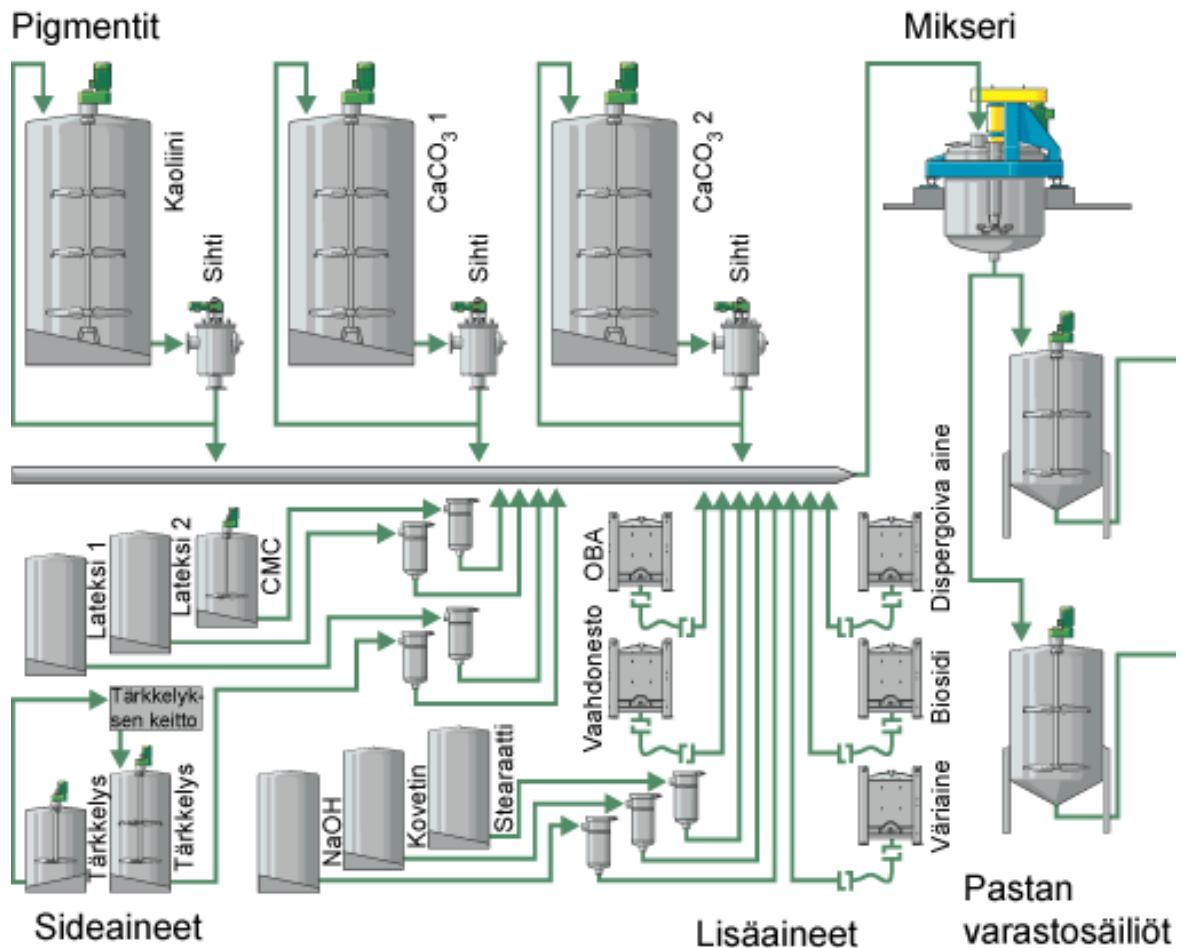 Pigmentit
Mikseri
Kaoliini
CaCO3 1
CaCO3 2
Sihti
Sihti
Sihti
Lateksi 1
Lateksi 2
CMC
OBA
Dispergoiva aine
Vaahdonesto
Biosidi
Tärkkelyk-
sen keitto
Tärkkelys
Tärkkelys
NaOH
Kovetin
Stearaatti
Väriaine
Sideaineet
Lisäaineet
Pastan
varastosäiliöt